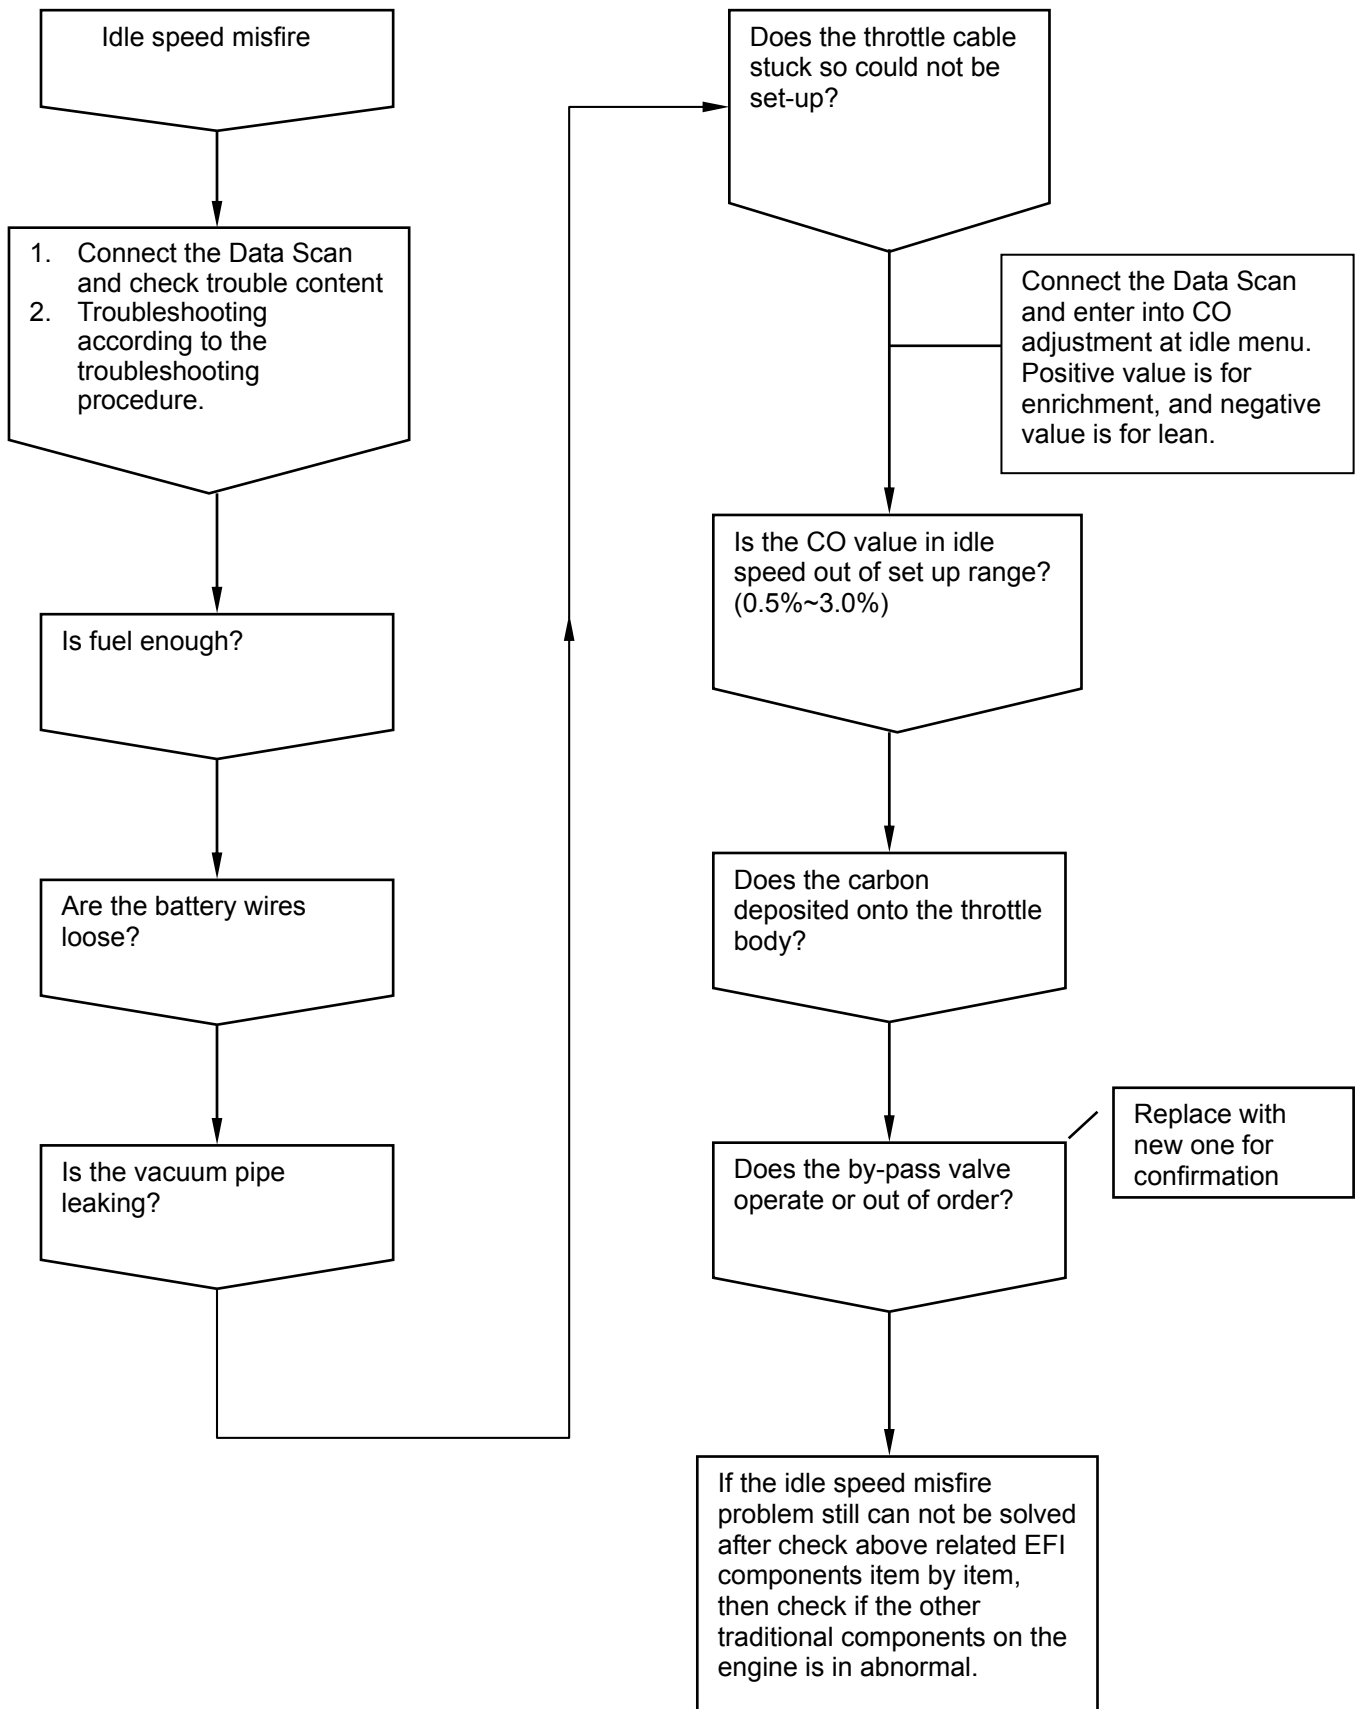 Idle speed misfire
1. Connect the Data Scan
and check trouble content
2. Troubleshooting
according to the
troubleshooting
procedure.
Is fuel enough?
Are the battery wires
loose?
Is the vacuum pipe
leaking?
Does the throttle cable
stuck so could not be
set-up?
Connect the Data Scan
and enter into CO
adjustment at idle menu.
Positive value is for
enrichment, and negative
value is for lean.
Is the CO value in idle
speed out of set up range?
(0.5%~3.0%)
Does the carbon
deposited onto the throttle
body?
Does the by-pass valve
operate or out of order?
Replace with
new one for
confirmation
If the idle speed misfire
problem still can not be solved
after check above related EFI
components item by item,
then check if the other
traditional components on the
engine is in abnormal.